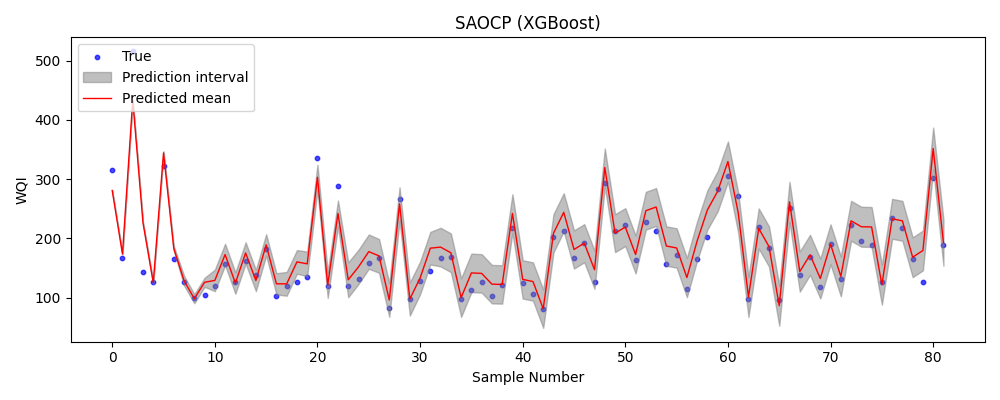 SAOCP (XGBoost)
True
Prediction interval
Predicted mean
WQI
500
400
300
200
100
0 10 20 30 40 50 60 70 80
Sample Number